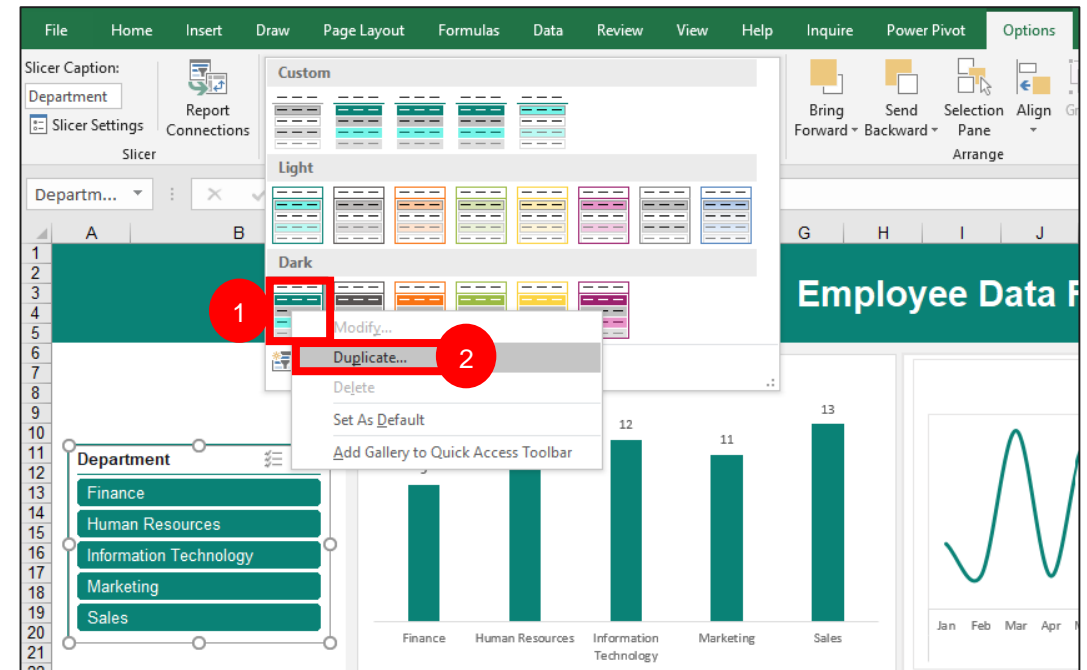 File Home Insert Draw Page Layout Formulas Data Review View Help Inquire Power Pivot Options
Slicer Caption:
Department
Slicer Settings
Report
Connections
Slicer
Bring
Forward
Send
Backward
Selection
Pane
Align
Arrange
Custom
Light
Dark
Departm...
A B G H I J
1
2
3
4
5
6
7
8
9
10
11
12
13
14
15
16
17
18
19
20
21
Employee Data
1
Modify...
Duplicate...
2
Delete
Set As Default
Add Gallery to Quick Access Toolbar
Department
Finance
Human Resources
Information Technology
Marketing
Sales
12
11
13
Finance
Human Resources
Information
Technology
Marketing
Sales
Jan Feb Mar Apr